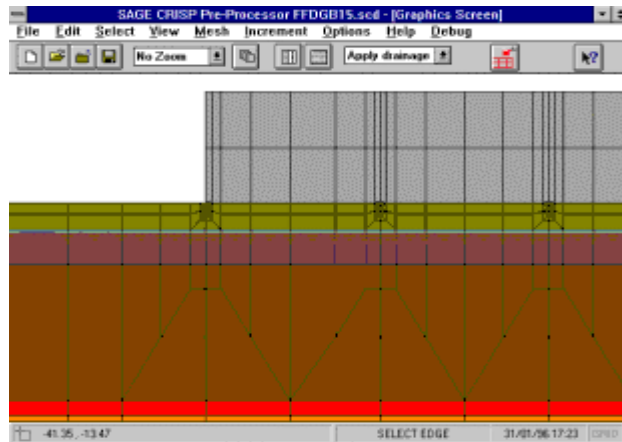 SAGE CRISP Pre-Processor FFDGB15.scd - [Graphics Screen]
File Edit Select View Mesh Increment Options Help Debug
No Zoom Apply drainage
-41.35, -13.47 SELECT EDGE 31/01/96 17:23